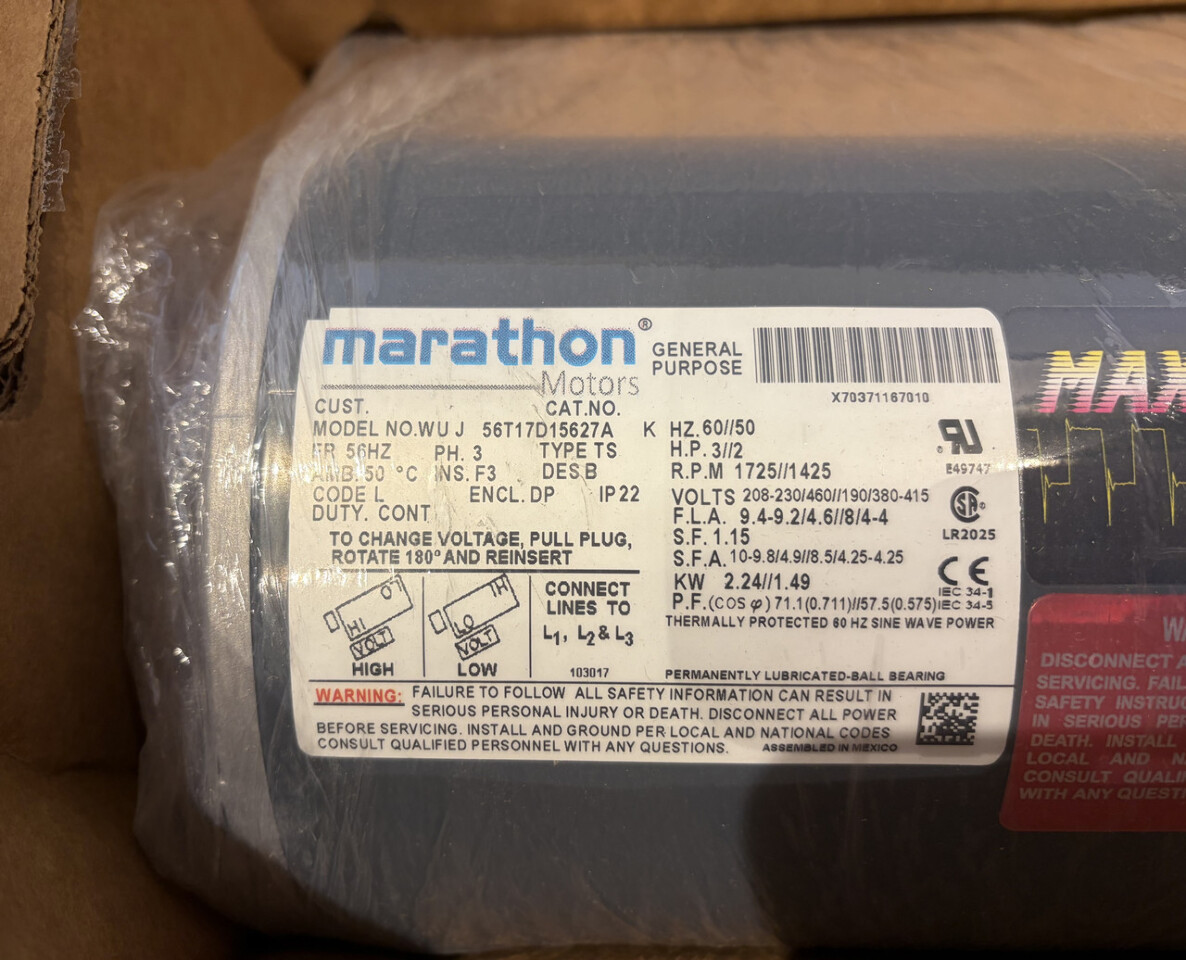 marathon®
Motors
GENERAL
PURPOSE
X70371167010
CUST. CAT.NO.
MODEL NO.WU J 56T17D15627A K
FR 56HZ PH. 3 TYPE TS
AMB. 50 °C INS. F3 DES.B
CODE L ENCL. DP IP 22
DUTY. CONT
HZ. 60//50
H.P. 3//2
R.P.M 1725//1425
VOLTS 208-230/460//190/380-415
F.L.A. 9.4-9.2/4.6//8/4-4
S.F. 1.15
S.F.A. 10-9.8/4.9//8.5/4.25-4.25
KW 2.24//1.49
P.F.(COS φ) 71.1(0.711)//57.5(0.575)
THERMALLY PROTECTED 60 HZ SINE WAVE POWER
E49747
LR2025
CE
IEC 34-1
IEC 34-5
TO CHANGE VOLTAGE, PULL PLUG,
ROTATE 180° AND REINSERT
LO
HI
VOLT
HIGH
HI
LO
VOLT
LOW
CONNECT
LINES TO
L1, L2 & L3
103017
PERMANENTLY LUBRICATED-BALL BEARING
WARNING: FAILURE TO FOLLOW ALL SAFETY INFORMATION CAN RESULT IN
SERIOUS PERSONAL INJURY OR DEATH. DISCONNECT ALL POWER
BEFORE SERVICING. INSTALL AND GROUND PER LOCAL AND NATIONAL CODES
CONSULT QUALIFIED PERSONNEL WITH ANY QUESTIONS.
ASSEMBLED IN MEXICO
MAX
WA
DISCONNECT A
SERVICING. FAIL
SAFETY INSTRUC
IN SERIOUS PER
DEATH. INSTALL
LOCAL AND NA
CONSULT QUALI
WITH ANY QUESTI